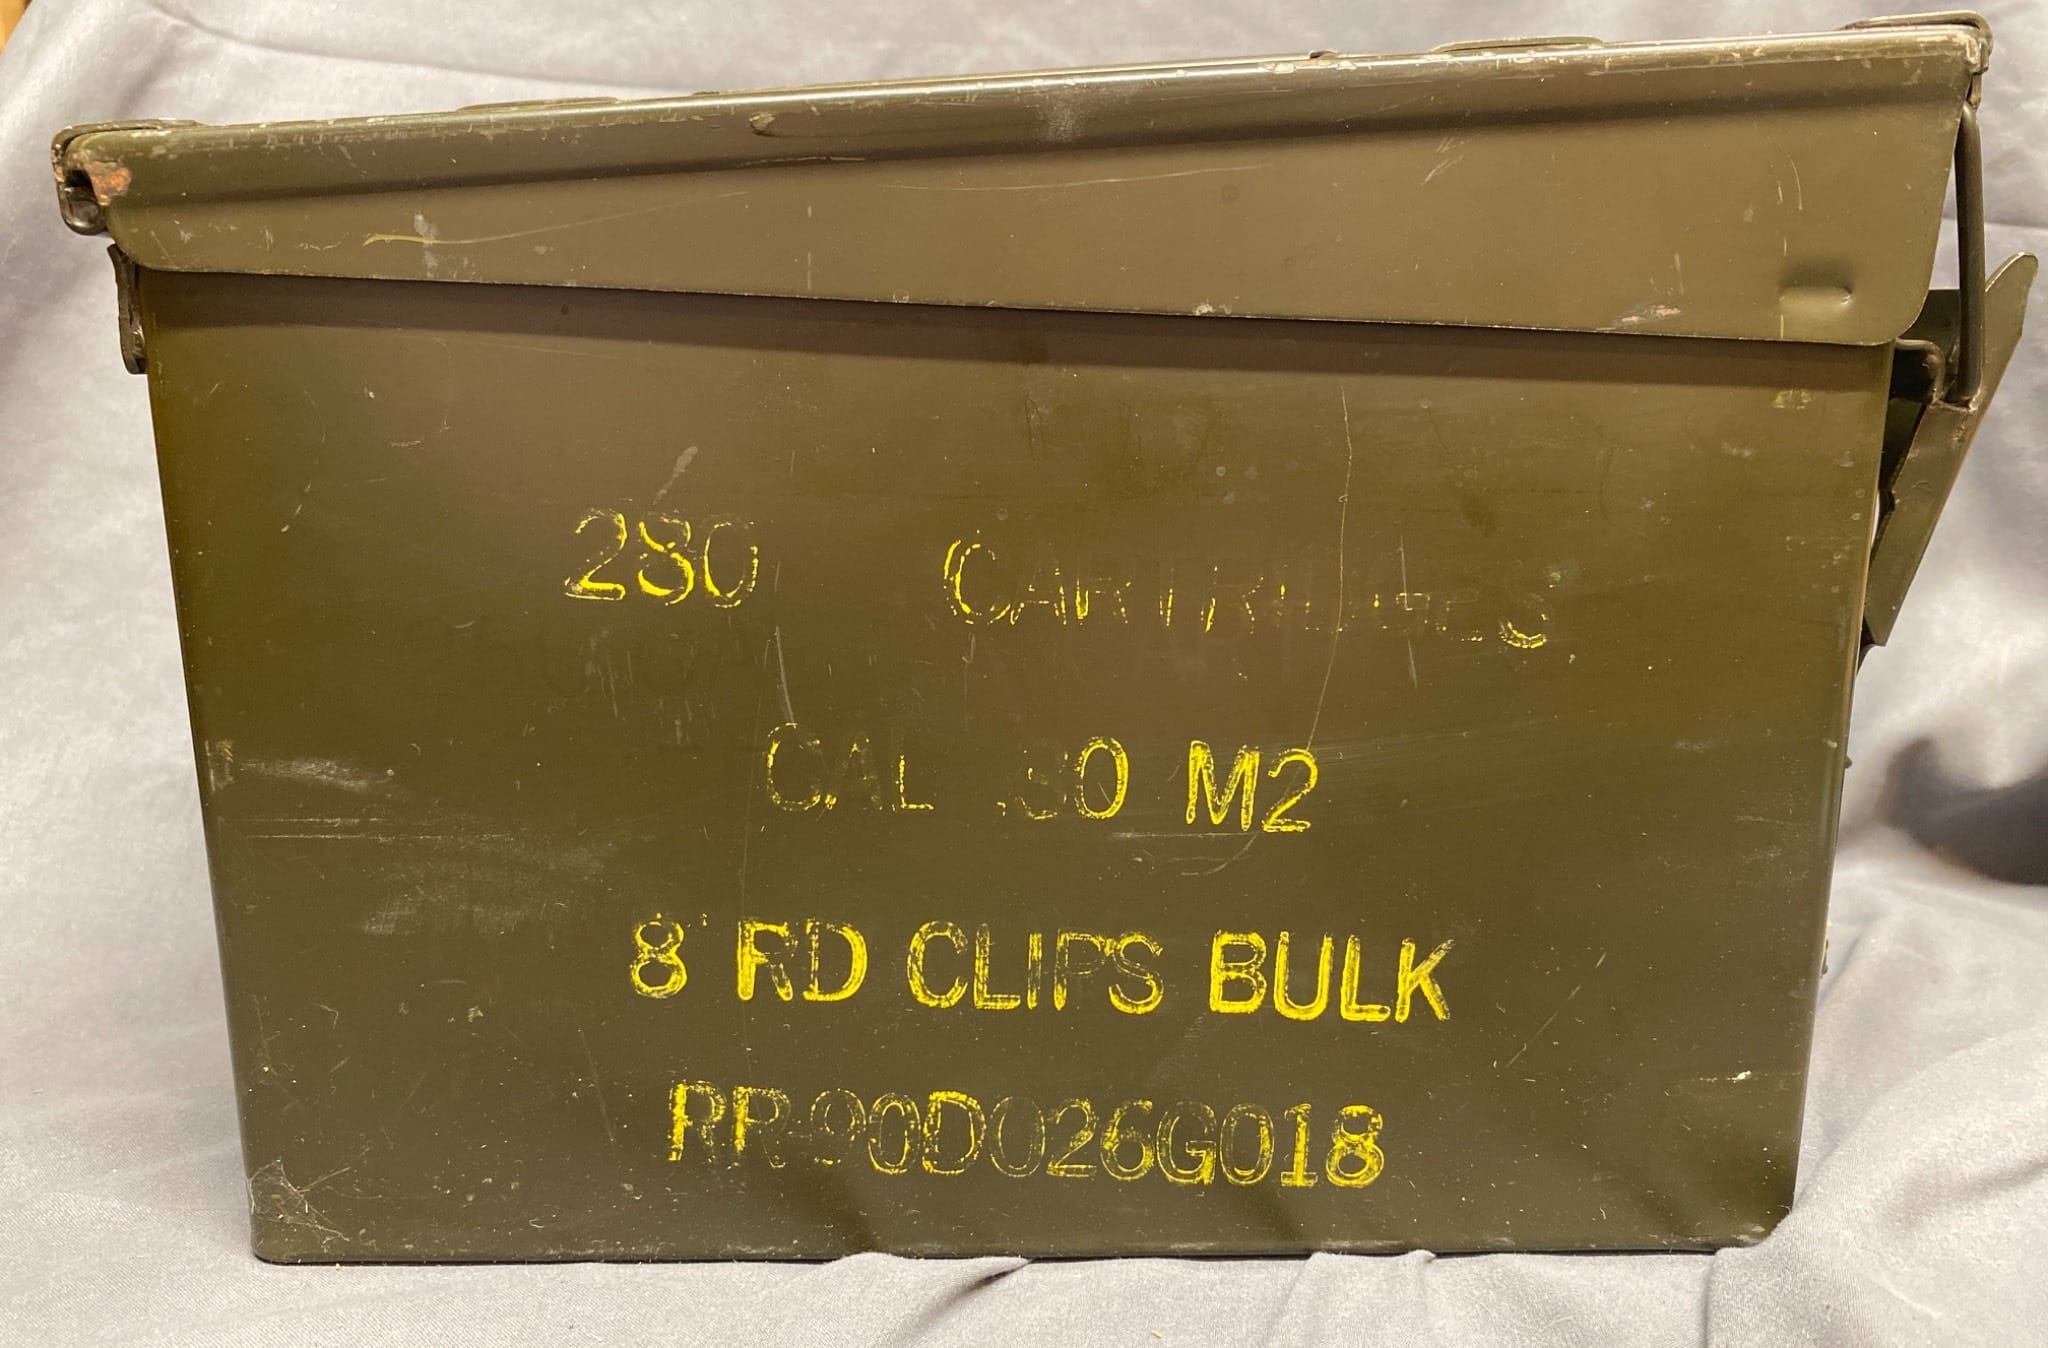 280 CARTRIDGES
CAL .30 M2
8 RD CLIPS BULK
RR-90D026G018